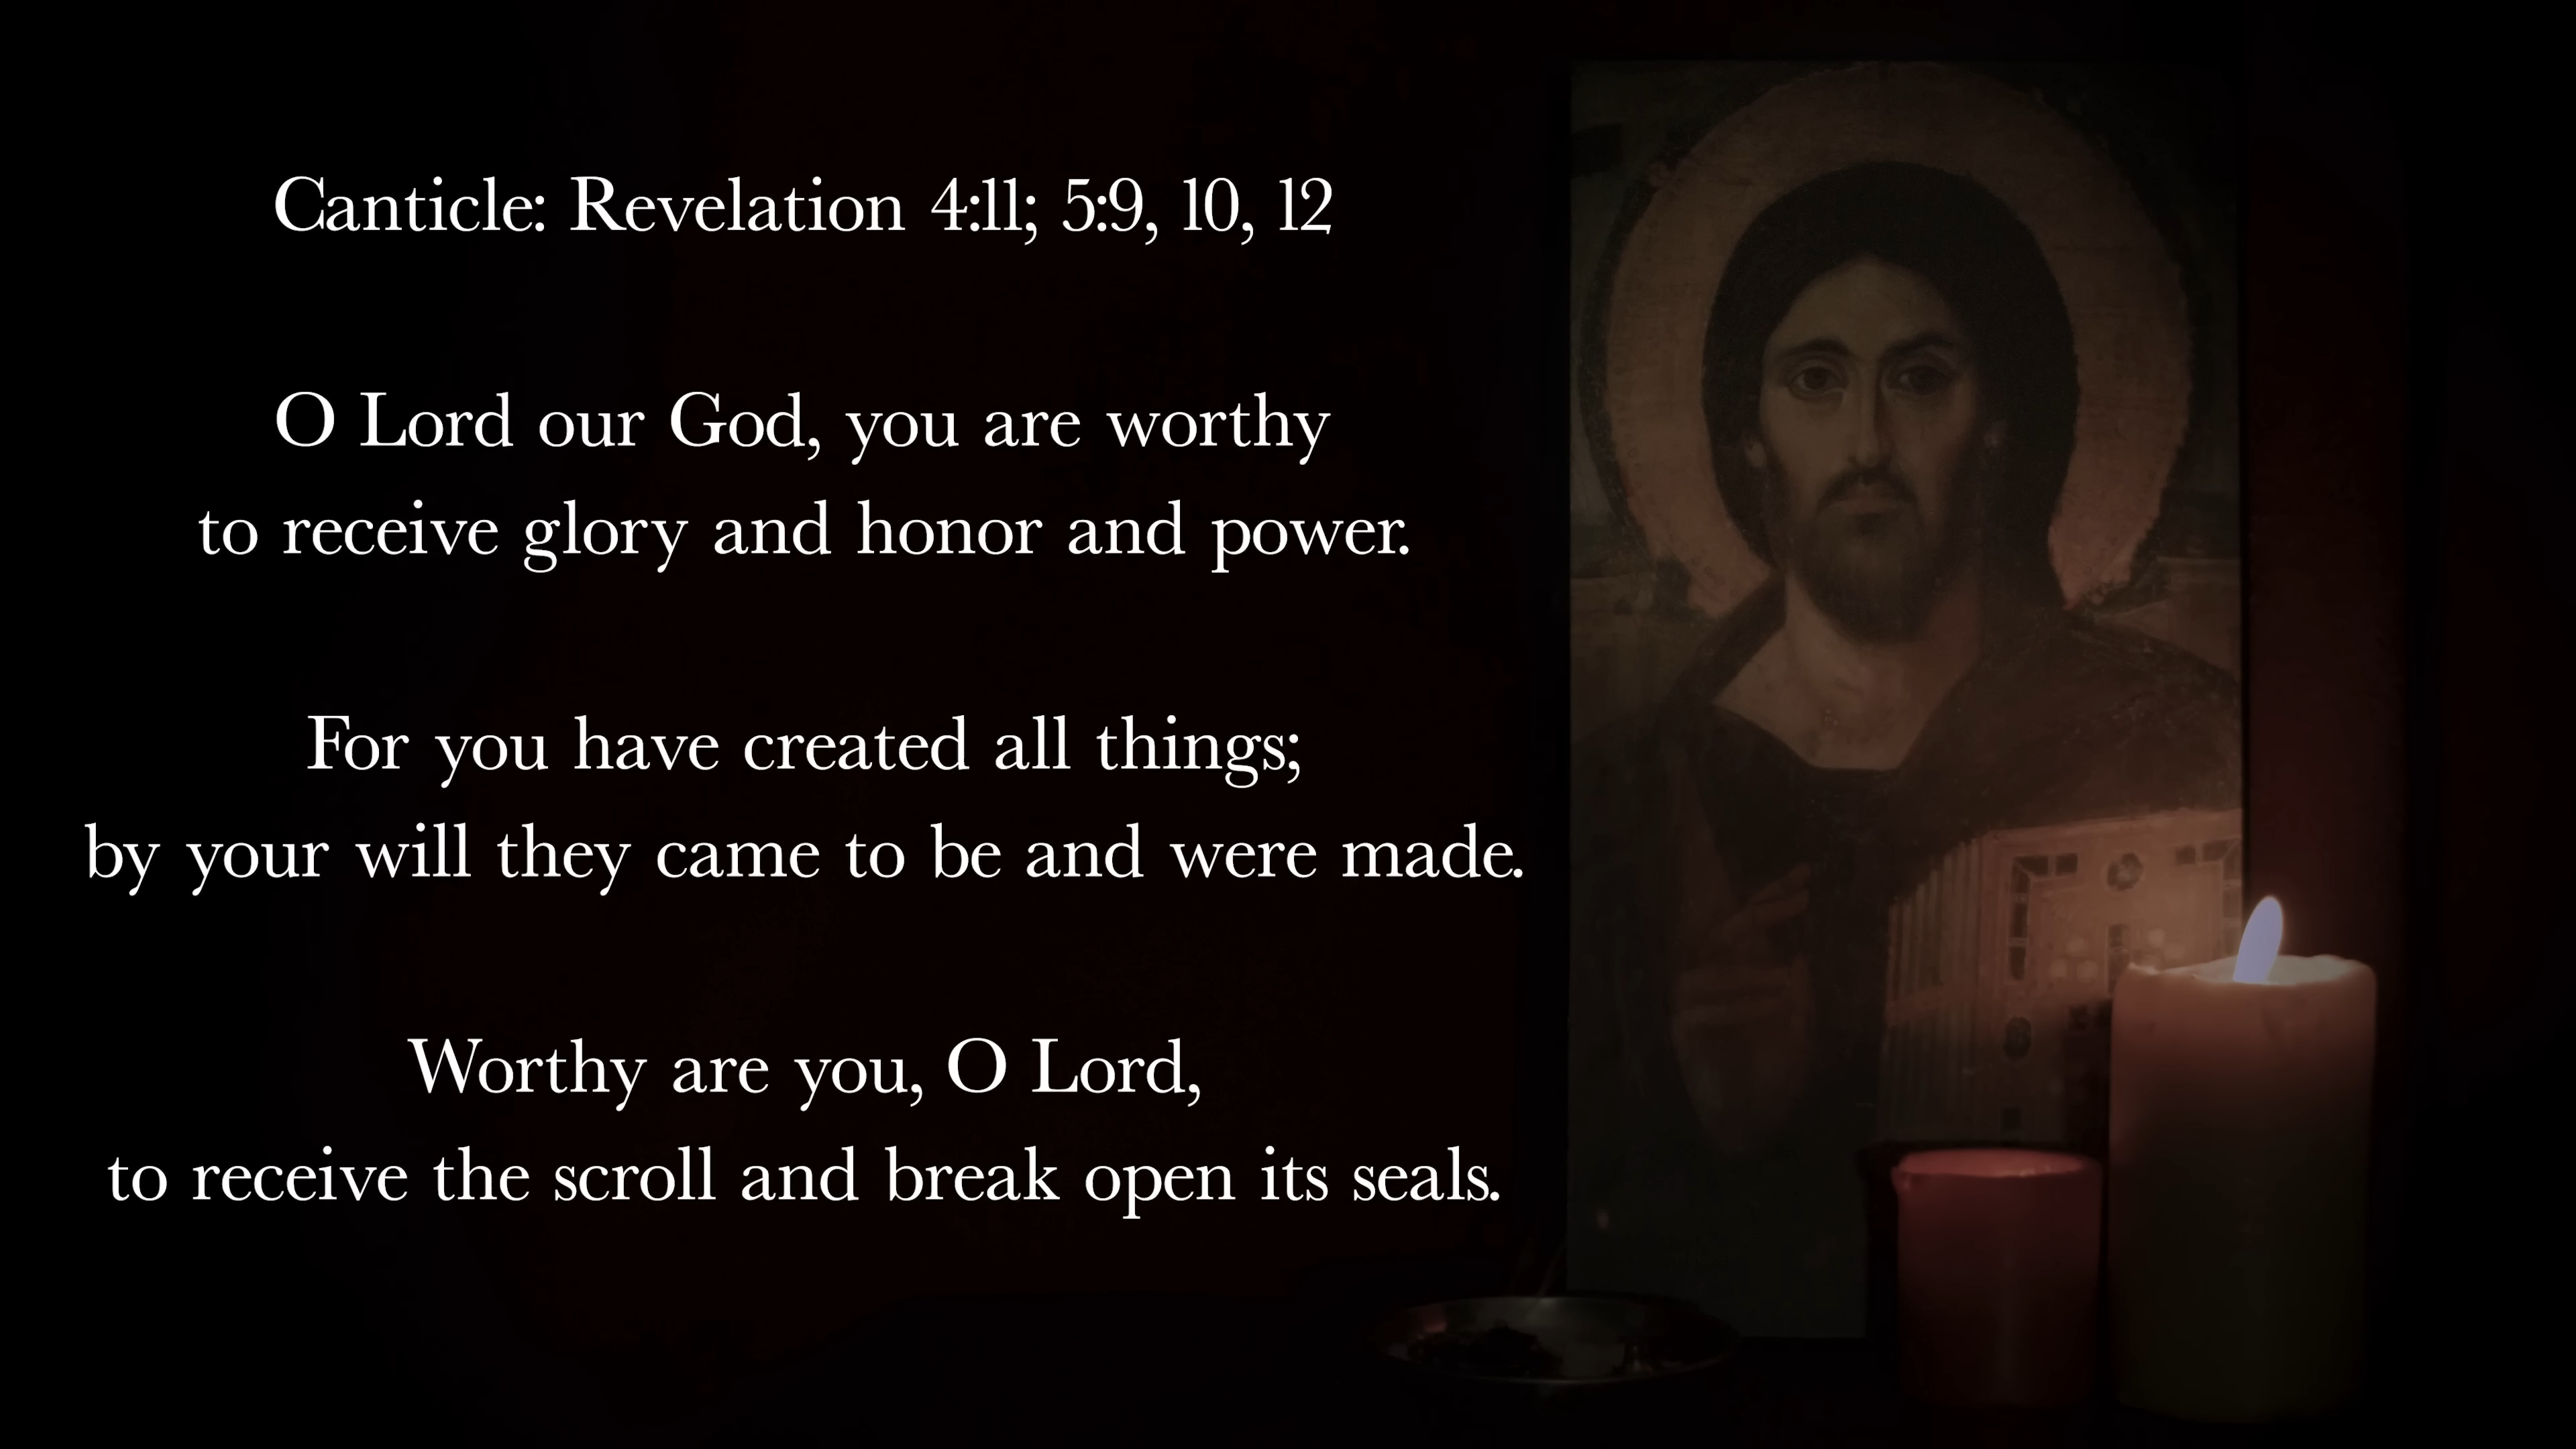 Canticle: Revelation 4:11; 5:9, 10, 12
O Lord our God, you are worthy
to receive glory and honor and power.
For you have created all things;
by your will they came to be and were made.
Worthy are you, O Lord,
to receive the scroll and break open its seals.